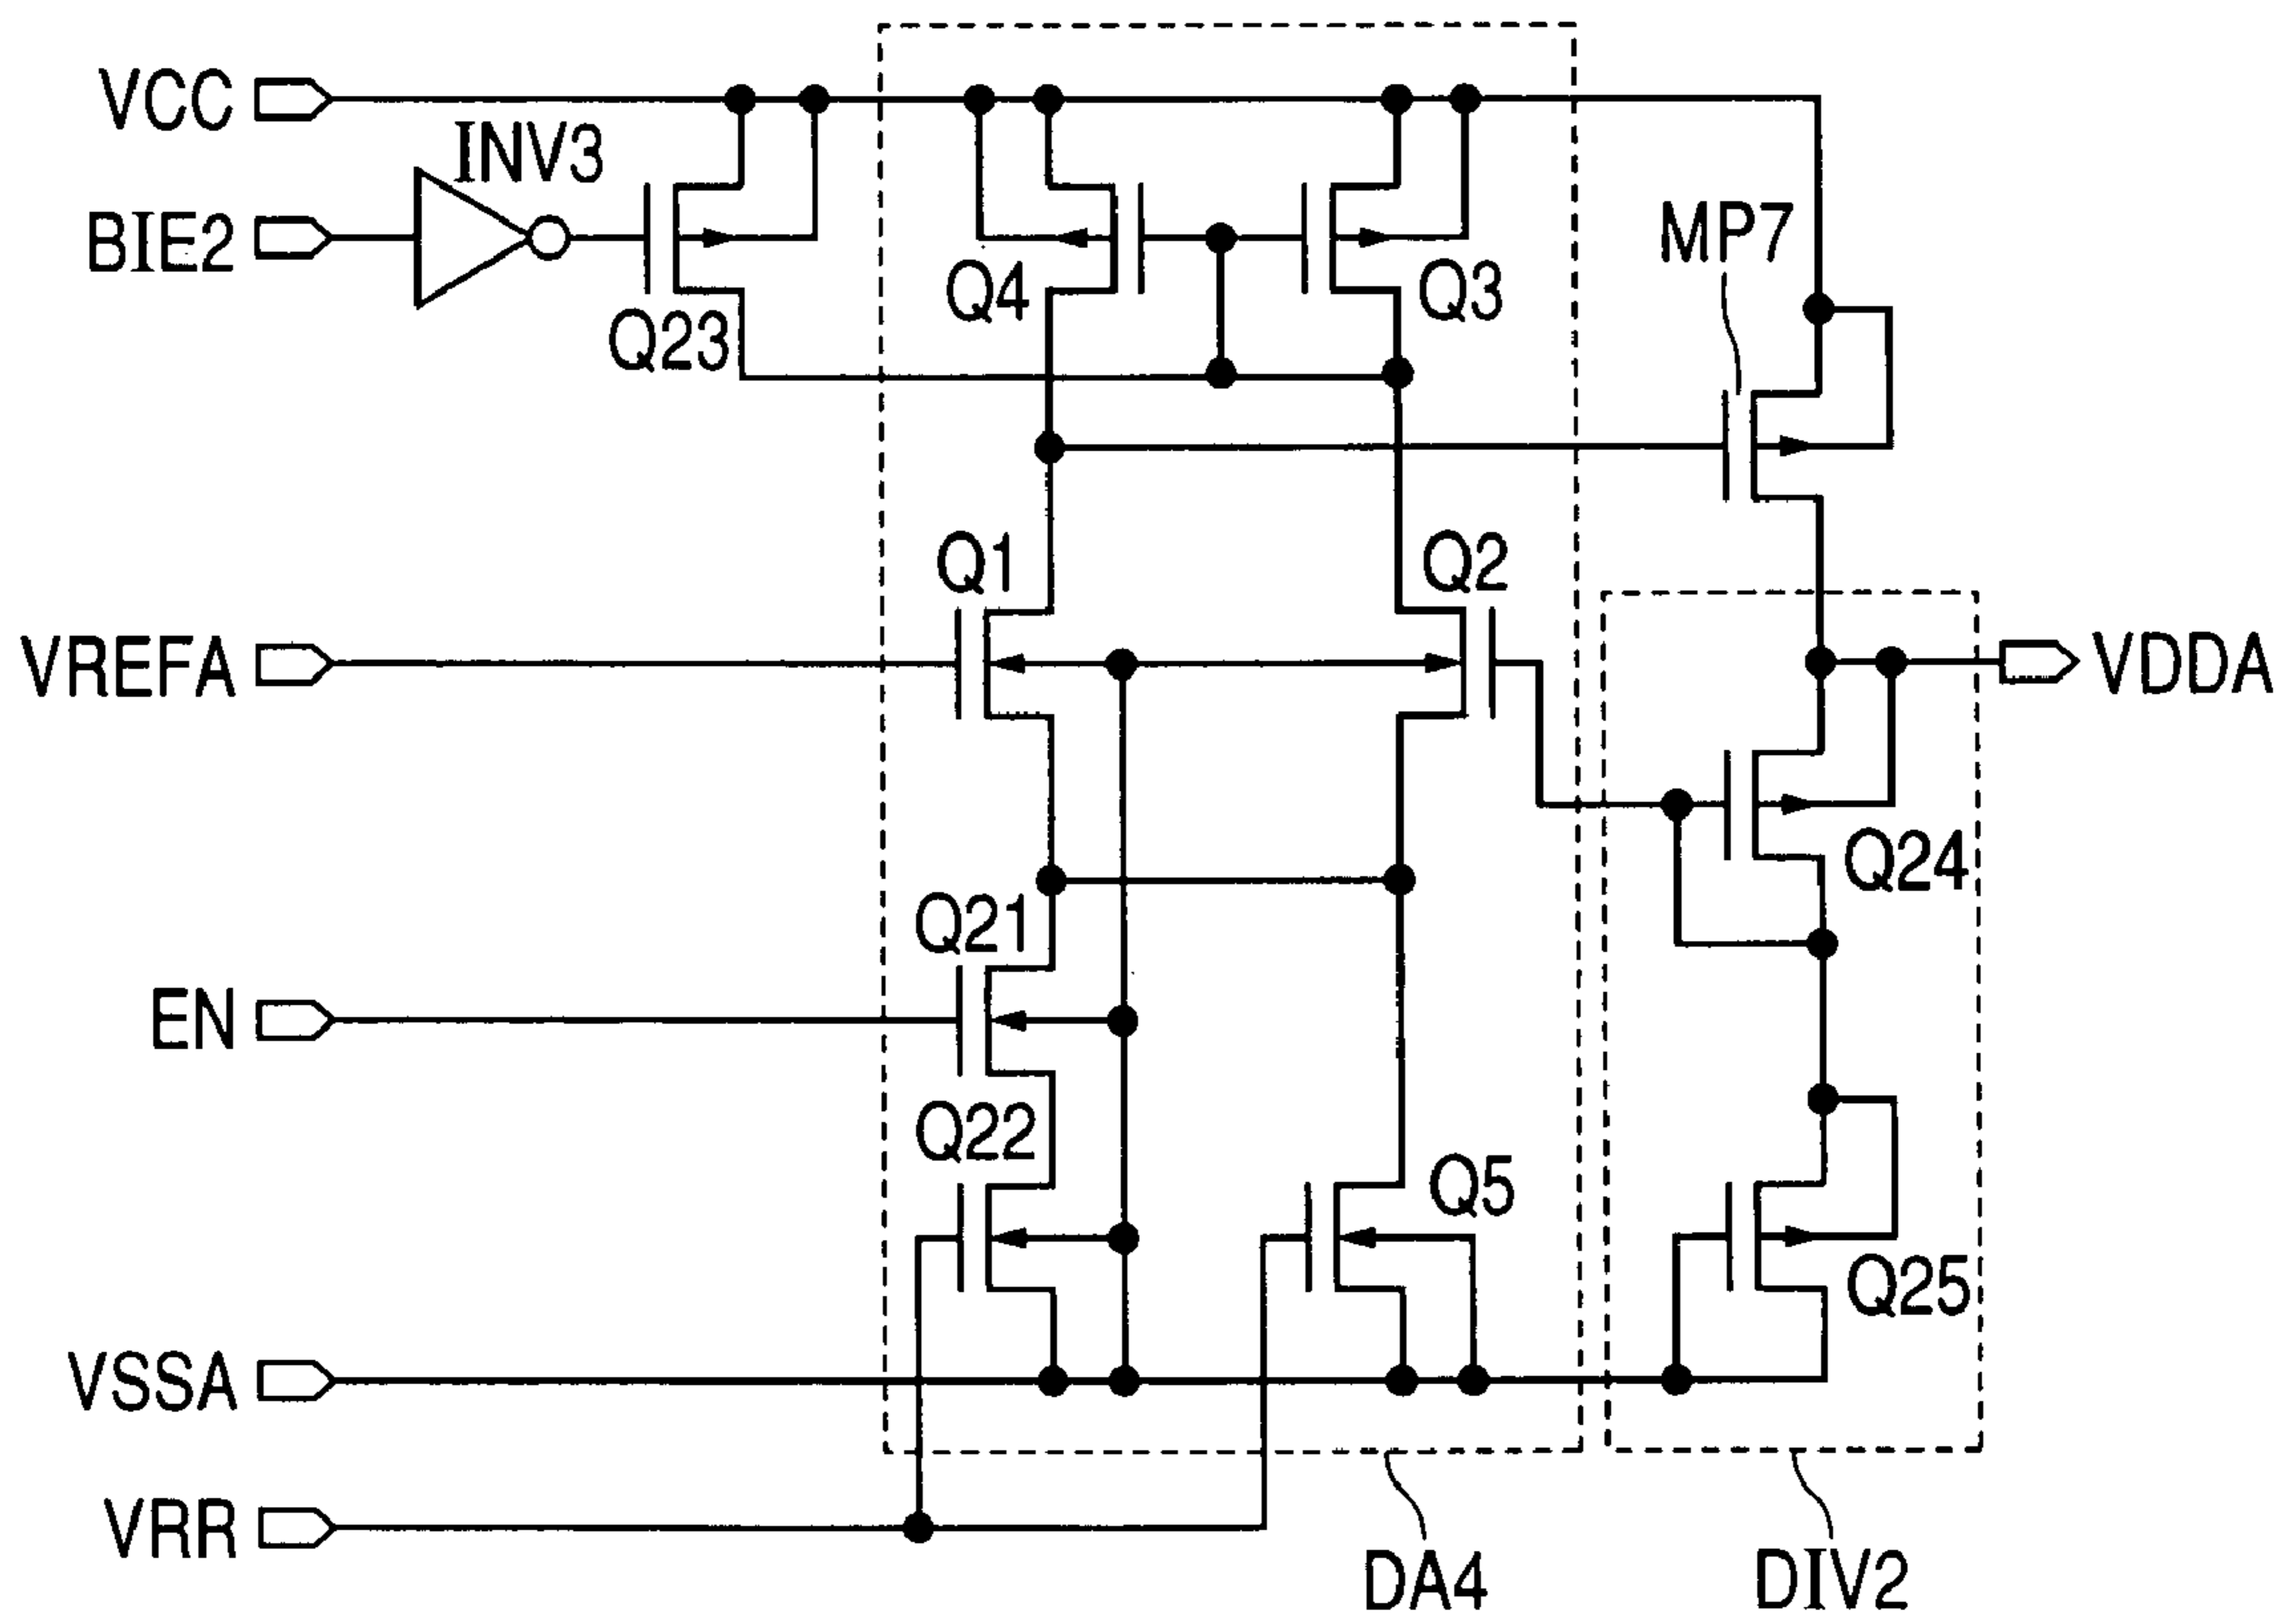 VCC
INV3
BIE2
MP7
Q4
Q3
Q23
Q1
Q2
VREFA
VDDA
Q24
Q21
EN
Q22
Q5
Q25
VSSA
VRR
DA4
DIV2